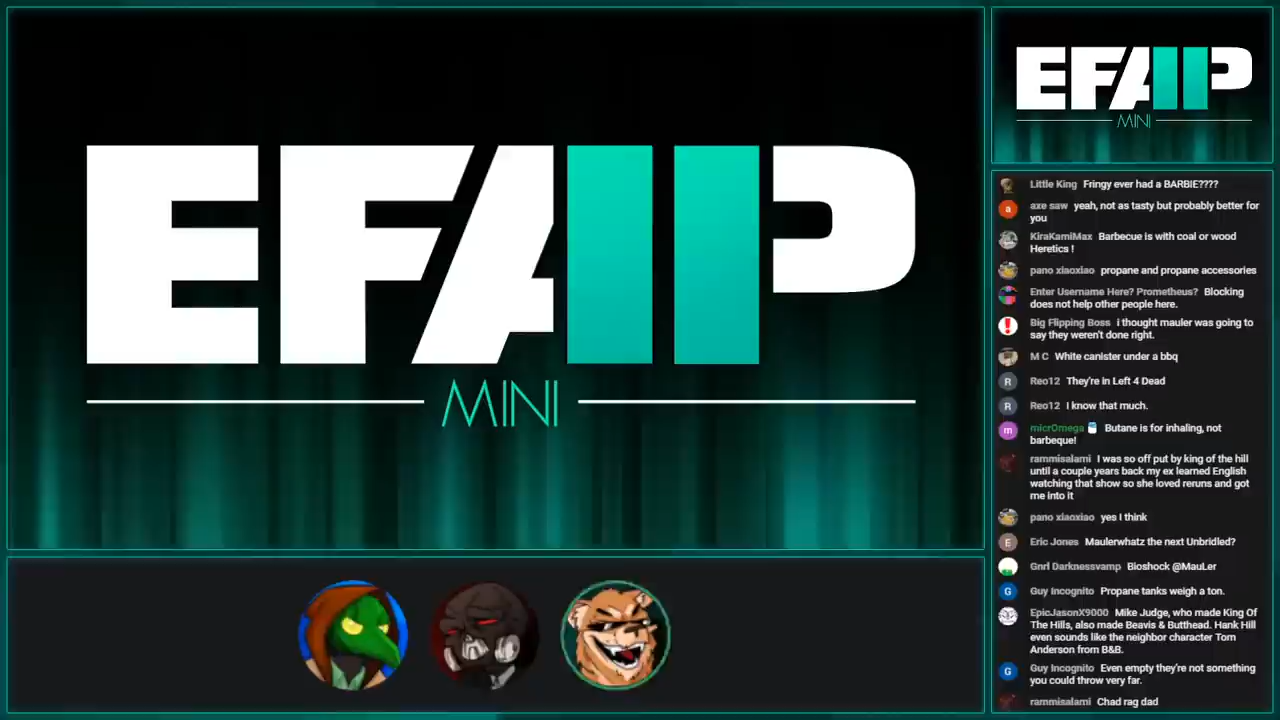 EFAP
MINI
EFAP
MINI
Little King Fringy ever had a BARBIE????
a
axe saw yeah, not as tasty but probably better for
you
KiraKamiMax Barbecue is with coal or wood
Heretics !
pano xiaoxiao propane and propane accessories
Enter Username Here? Prometheus? Blocking
does not help other people here.
Big Flipping Boss i thought mauler was going to
say they weren't done right.
M C White canister under a bbq
R
Reo12 They're in Left 4 Dead
R
Reo12 I know that much.
m
micr0mega Butane is for inhaling, not
barbeque!
rammisalami I was so off put by king of the hill
until a couple years back my ex learned English
watching that show so she loved reruns and got
me into it
pano xiaoxiao yes I think
E
Eric Jones Maulerwhatz the next Unbridled?
Gnrl Darknessvamp Bioshock @MauLer
G
Guy Incognito Propane tanks weigh a ton.
EpicJasonX9000 Mike Judge, who made King Of
The Hills, also made Beavis & Butthead. Hank Hill
even sounds like the neighbor character Tom
Anderson from B&B.
G
Guy Incognito Even empty they're not something
you could throw very far.
rammisalami Chad rag dad